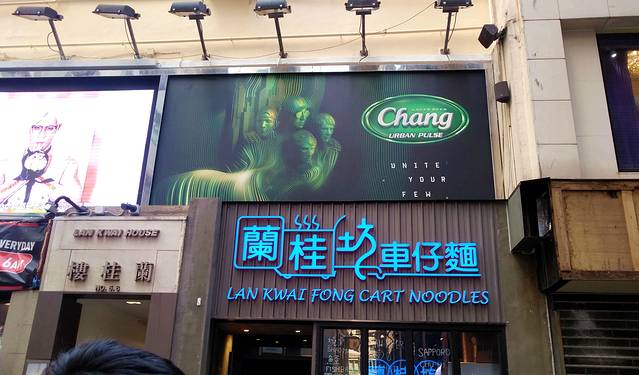 Chang
URBAN PULSE
UNITE
YOUR
FEW
蘭桂坊車仔麵
LAN KWAI FONG CART NOODLES
LAN KWAI HOUSE
樓桂蘭
EVERYDAY
SAPPORO